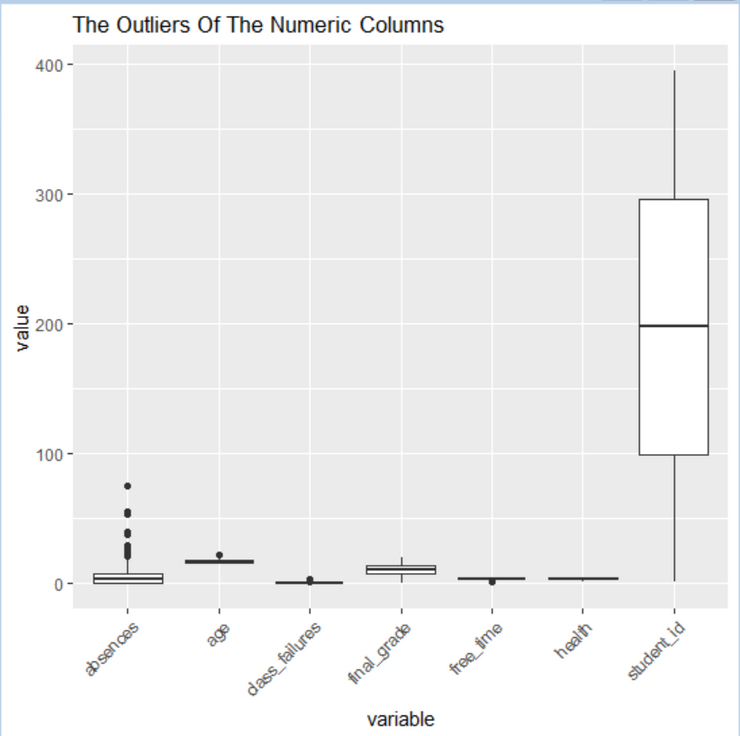 The Outliers Of The Numeric Columns
400
300
200
100
0
value
absences
age
class_failures
final_grade
free_time
health
student_id
variable